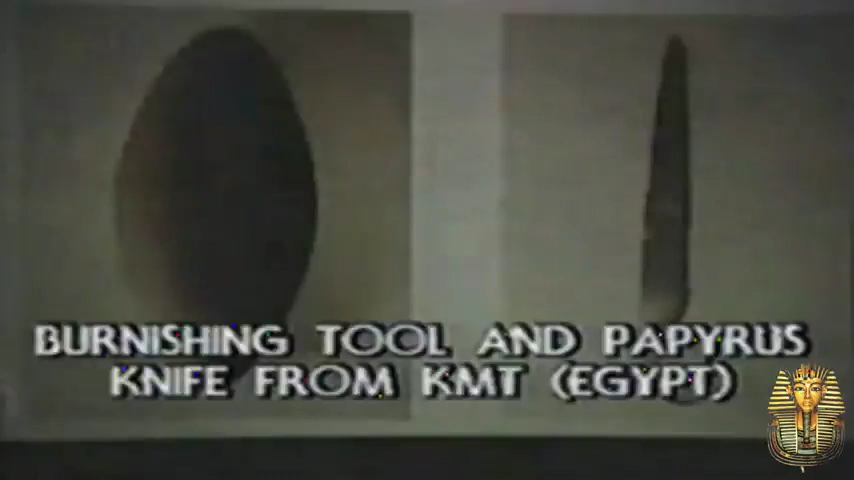 BURNISHING TOOL AND PAPYRUS
KNIFE FROM KMT (EGYPT)